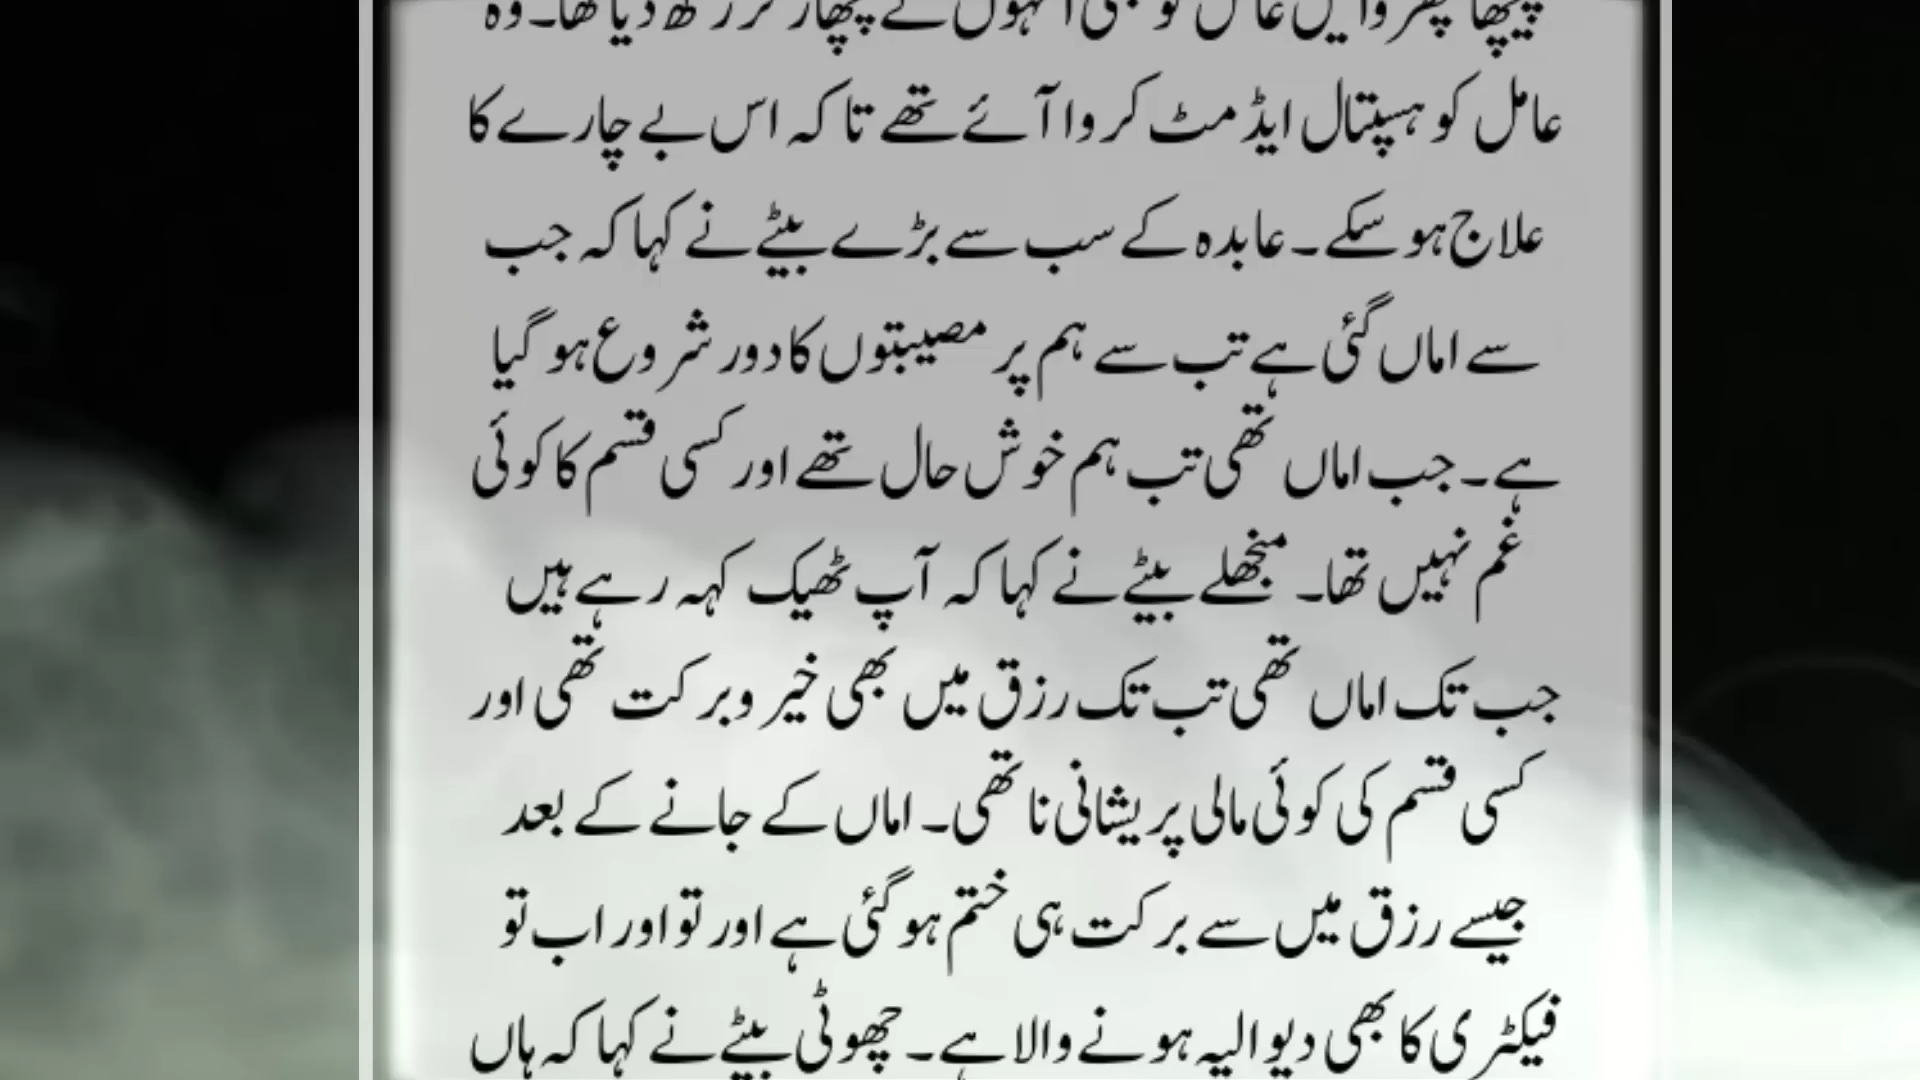 عامل کو ہسپتال ایڈمٹ کروا آئے تھے تاکہ اس بے چارے کا
علاج ہو سکے۔ عابدہ کے سب سے بڑے بیٹے نے کہا کہ جب
سے اماں گئی ہے تب سے ہم پر مصیبتوں کا دور شروع ہو گیا
ہے۔ جب اماں تھی تب ہم خوش حال تھے اور کسی قسم کا کوئی
غم نہیں تھا۔ منجھلے بیٹے نے کہا کہ آپ ٹھیک کہہ رہے ہیں
جب تک اماں تھی تب تک رزق میں بھی خیر و برکت تھی اور
کسی قسم کی کوئی مالی پریشانی نا تھی۔ اماں کے جانے کے بعد
جیسے رزق میں سے برکت ہی ختم ہو گئی ہے اور تو اور اب تو
فیکٹری کا بھی دیوالیہ ہونے والا ہے۔ چھوٹی بیٹے نے کہا کہ ہاں